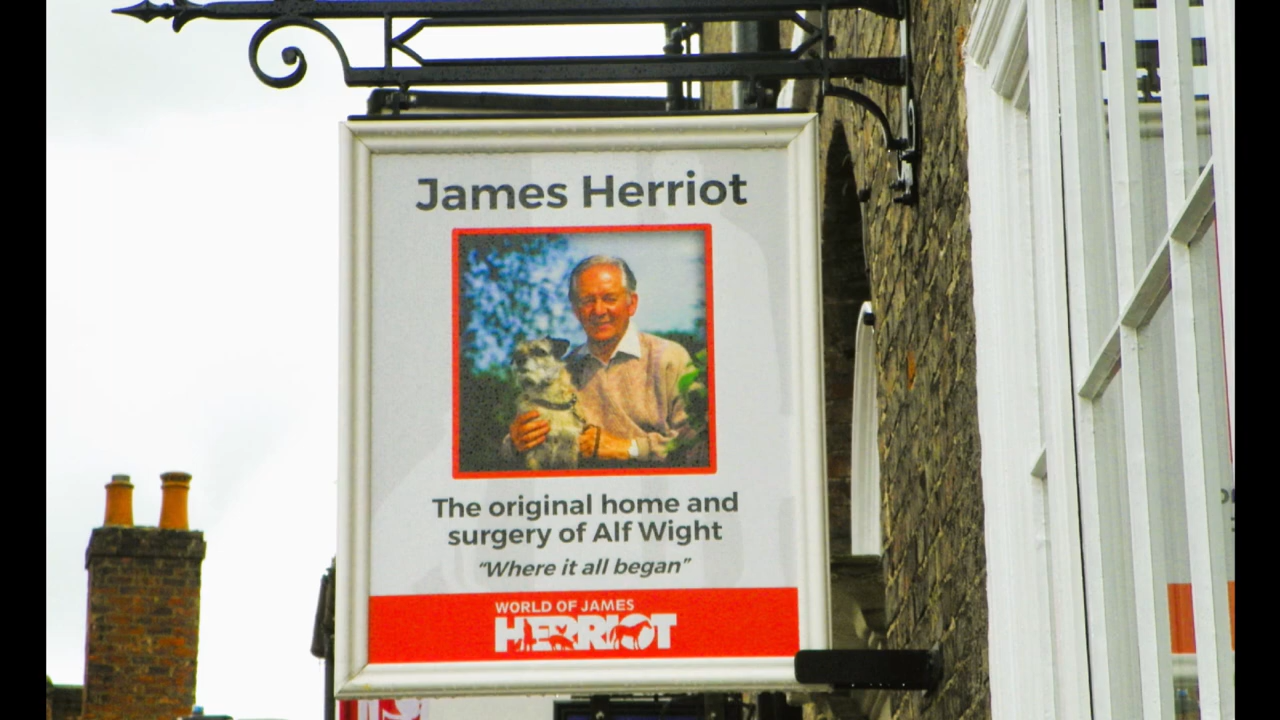 James Herriot
The original home and
surgery of Alf Wight
“Where it all began”
WORLD OF JAMES
HERRIOT